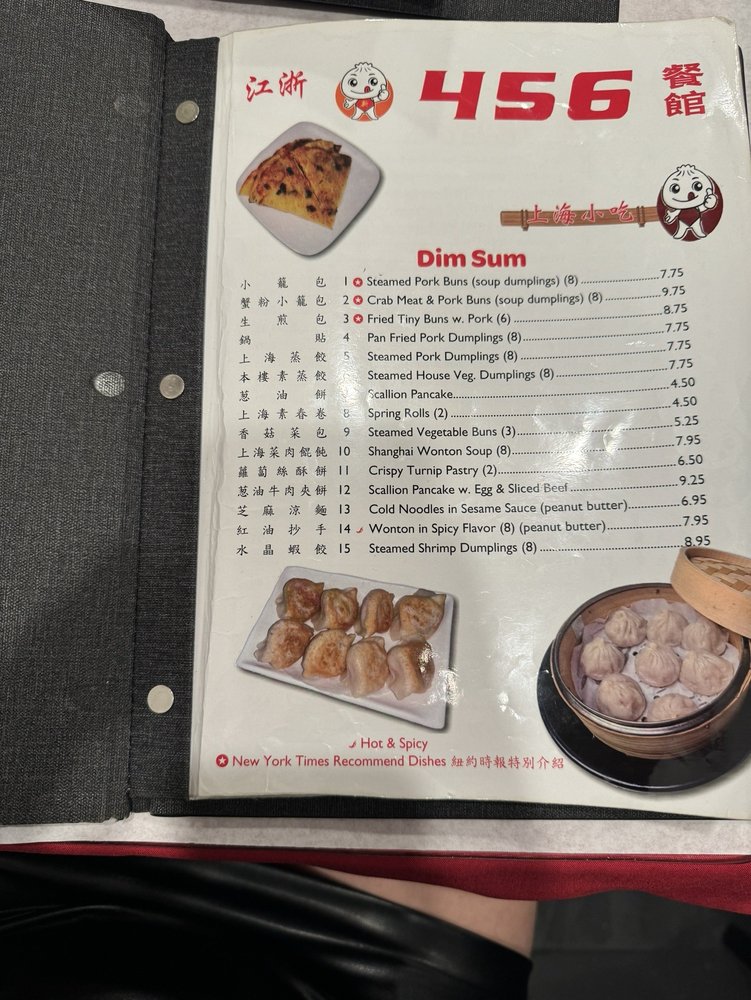 江浙 456 餐館
上海小吃
Dim Sum
小籠包 1 Steamed Pork Buns (soup dumplings) (8) 7.75
蟹粉小籠包 2 Crab Meat & Pork Buns (soup dumplings) (8) 9.75
生煎包 3 Fried Tiny Buns w. Pork (6) 8.75
鍋貼 4 Pan Fried Pork Dumplings (8) 7.75
上海蒸餃 5 Steamed Pork Dumplings (8) 7.75
本樓素蒸餃 Steamed House Veg. Dumplings (8) 7.75
葱油餅 Scallion Pancake 4.50
上海素春卷 8 Spring Rolls (2) 4.50
香菇菜包 9 Steamed Vegetable Buns (3) 5.25
上海菜肉餛飩 10 Shanghai Wonton Soup (8) 7.95
蘿蔔絲酥餅 11 Crispy Turnip Pastry (2) 6.50
葱油牛肉夾餅 12 Scallion Pancake w. Egg & Sliced Beef 9.25
芝麻涼麵 13 Cold Noodles in Sesame Sauce (peanut butter) 6.95
紅油抄手 14 Wonton in Spicy Flavor (8) (peanut butter) 7.95
水晶蝦餃 15 Steamed Shrimp Dumplings (8) 8.95
Hot & Spicy
New York Times Recommend Dishes 紐約時報特別介紹